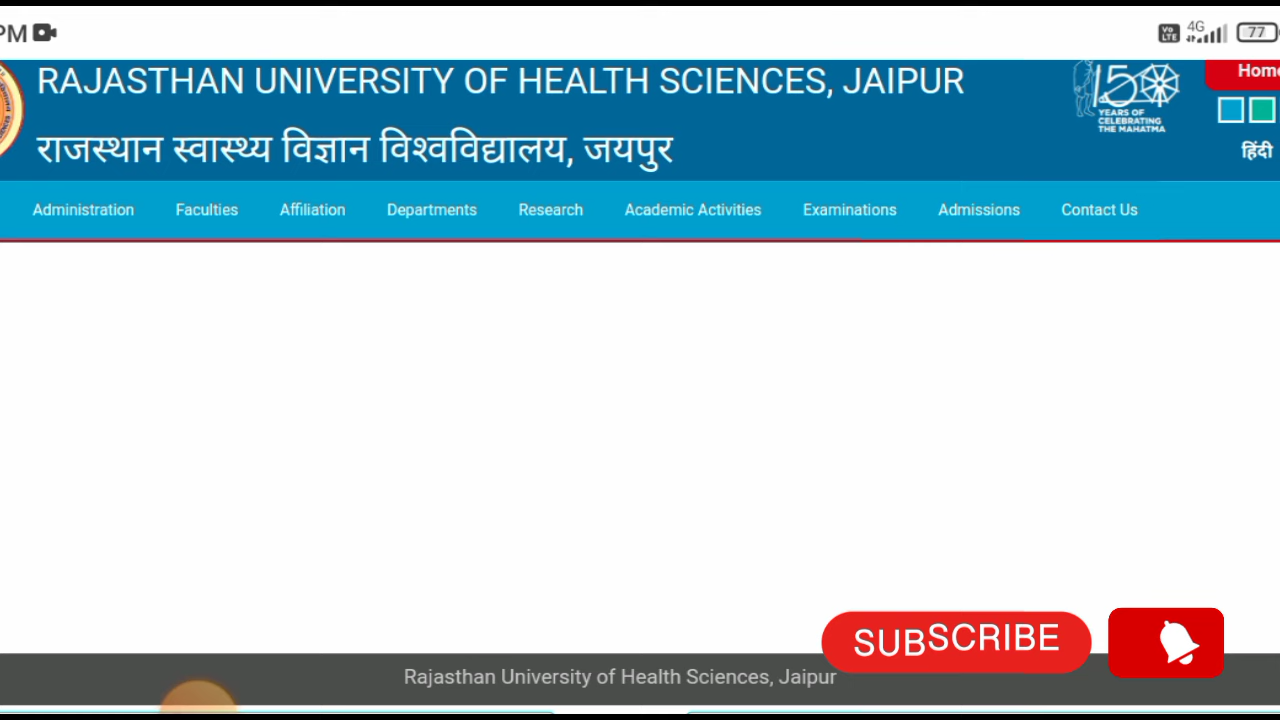 PM
Vo LTE 4G 77
RAJASTHAN UNIVERSITY OF HEALTH SCIENCES, JAIPUR
राजस्थान स्वास्थ्य विज्ञान विश्वविद्यालय, जयपुर
150
YEARS OF
CELEBRATING
THE MAHATMA
Home
हिंदी
Administration Faculties Affiliation Departments Research Academic Activities Examinations Admissions Contact Us
SUBSCRIBE
Rajasthan University of Health Sciences, Jaipur